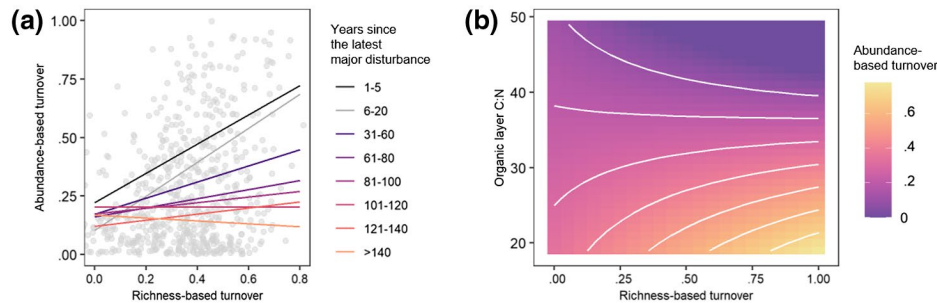 (a)
1.00
.75
.50
.25
.00
Abundance-based turnover
0.0 0.2 0.4 0.6 0.8
Richness-based turnover
Years since
the latest
major disturbance
1-5
6-20
31-60
61-80
81-100
101-120
121-140
>140
(b)
50
40
30
20
Organic layer C:N
.00 .25 .50 .75 1.00
Richness-based turnover
Abundance-
based turnover
.6
.4
.2
0